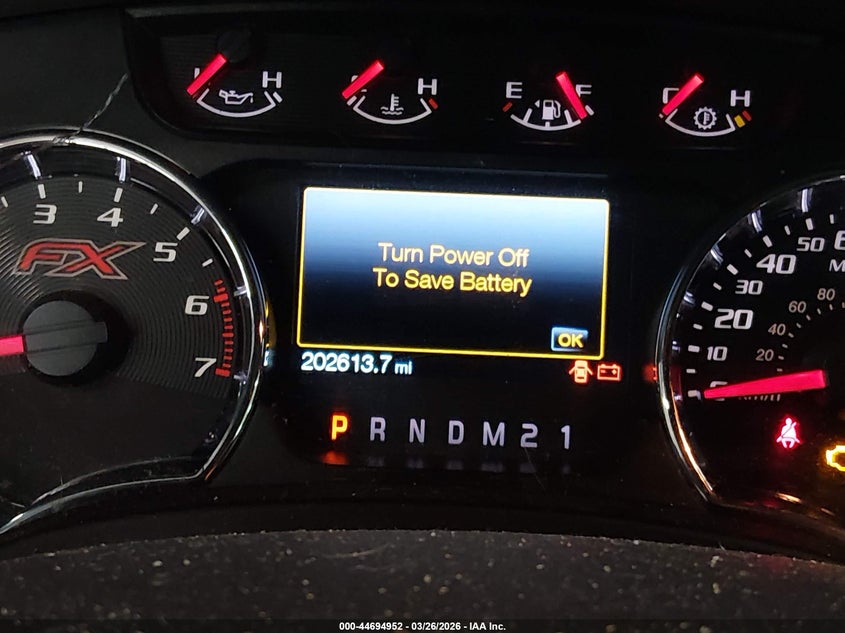 H
H
E F
C H
3 4 5 6 7
FX
Turn Power Off
To Save Battery
OK
202613.7 mi
P R N D M 2 1
10 20 30 40 50
20 40 60 80
000-44694952 - 03/26/2026 - IAA Inc.